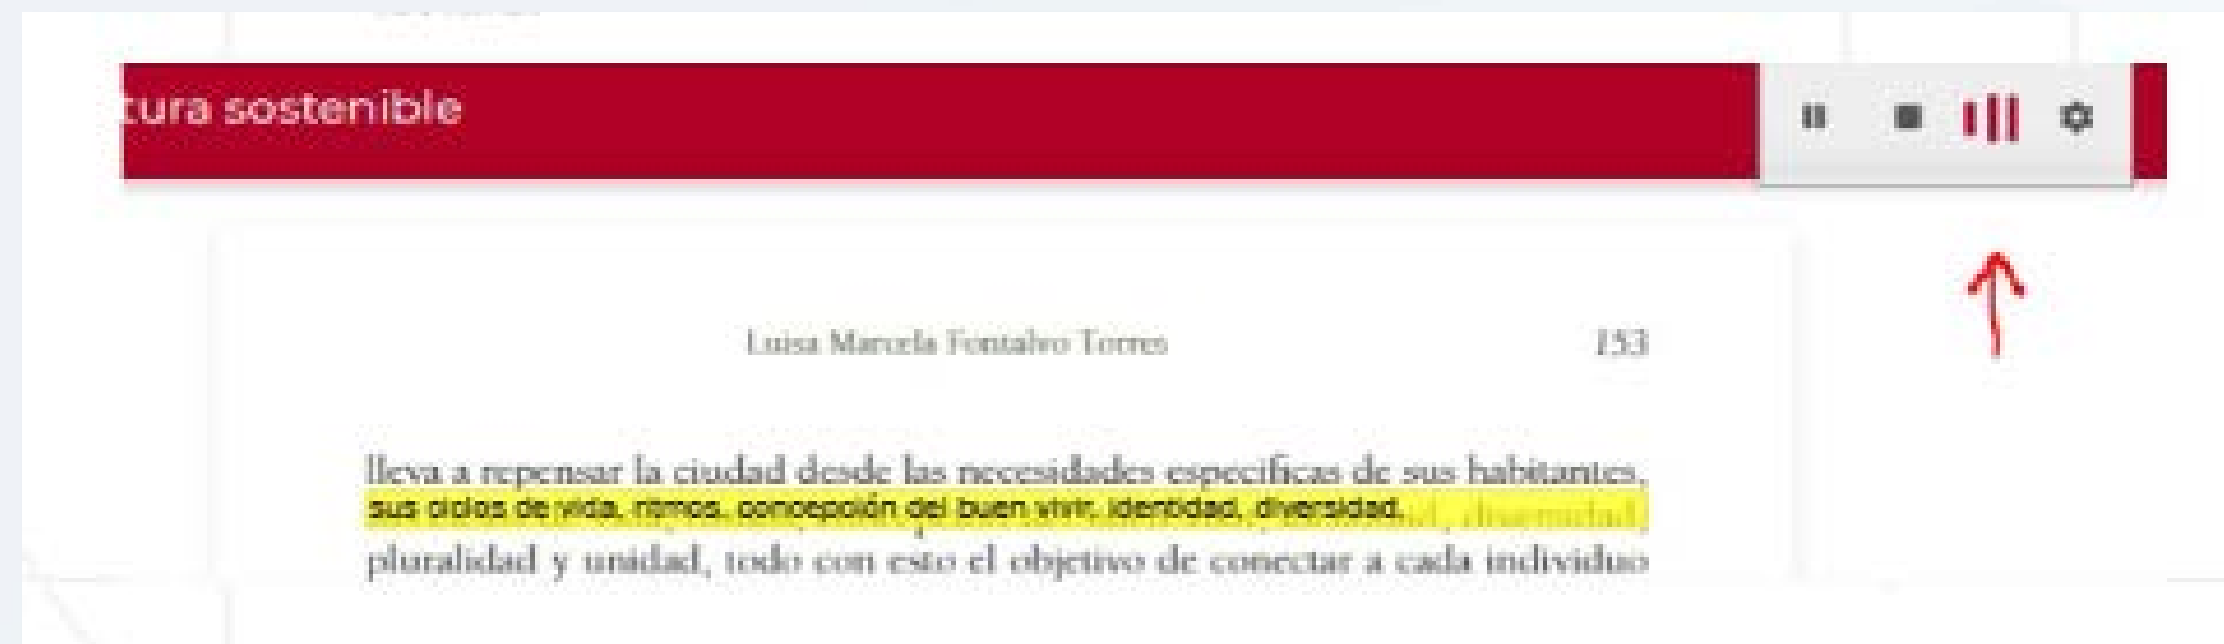 tura sostenible
Luisa Marcela Fontalvo Torres 153
lleva a repensar la ciudad desde las necesidades específicas de sus habitantes,
sus ciclos de vida, ritmos, concepción del buen vivir, identidad, diversidad,
pluralidad y unidad, todo con esto el objetivo de conectar a cada individuo